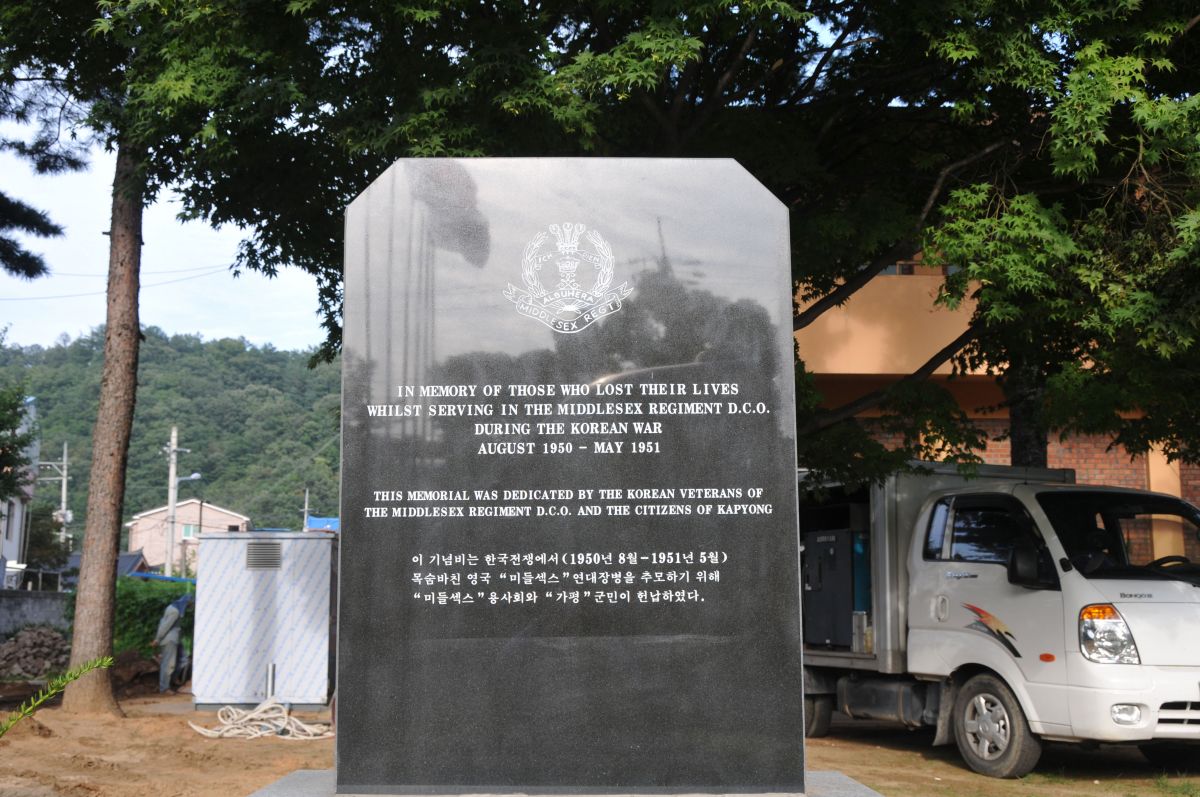 ICH DIEN
ALBUHERA
MIDDLESEX REGT
IN MEMORY OF THOSE WHO LOST THEIR LIVES
WHILST SERVING IN THE MIDDLESEX REGIMENT D.C.O.
DURING THE KOREAN WAR
AUGUST 1950 - MAY 1951
THIS MEMORIAL WAS DEDICATED BY THE KOREAN VETERANS OF
THE MIDDLESEX REGIMENT D.C.O. AND THE CITIZENS OF KAPYONG
이 기념비는 한국전쟁에서(1950년 8월-1951년 5월)
목숨바친 영국 “미들섹스”연대장병을 추모하기 위해
“미들섹스”용사회와 “가평”군민이 헌납하였다.
BONGO III